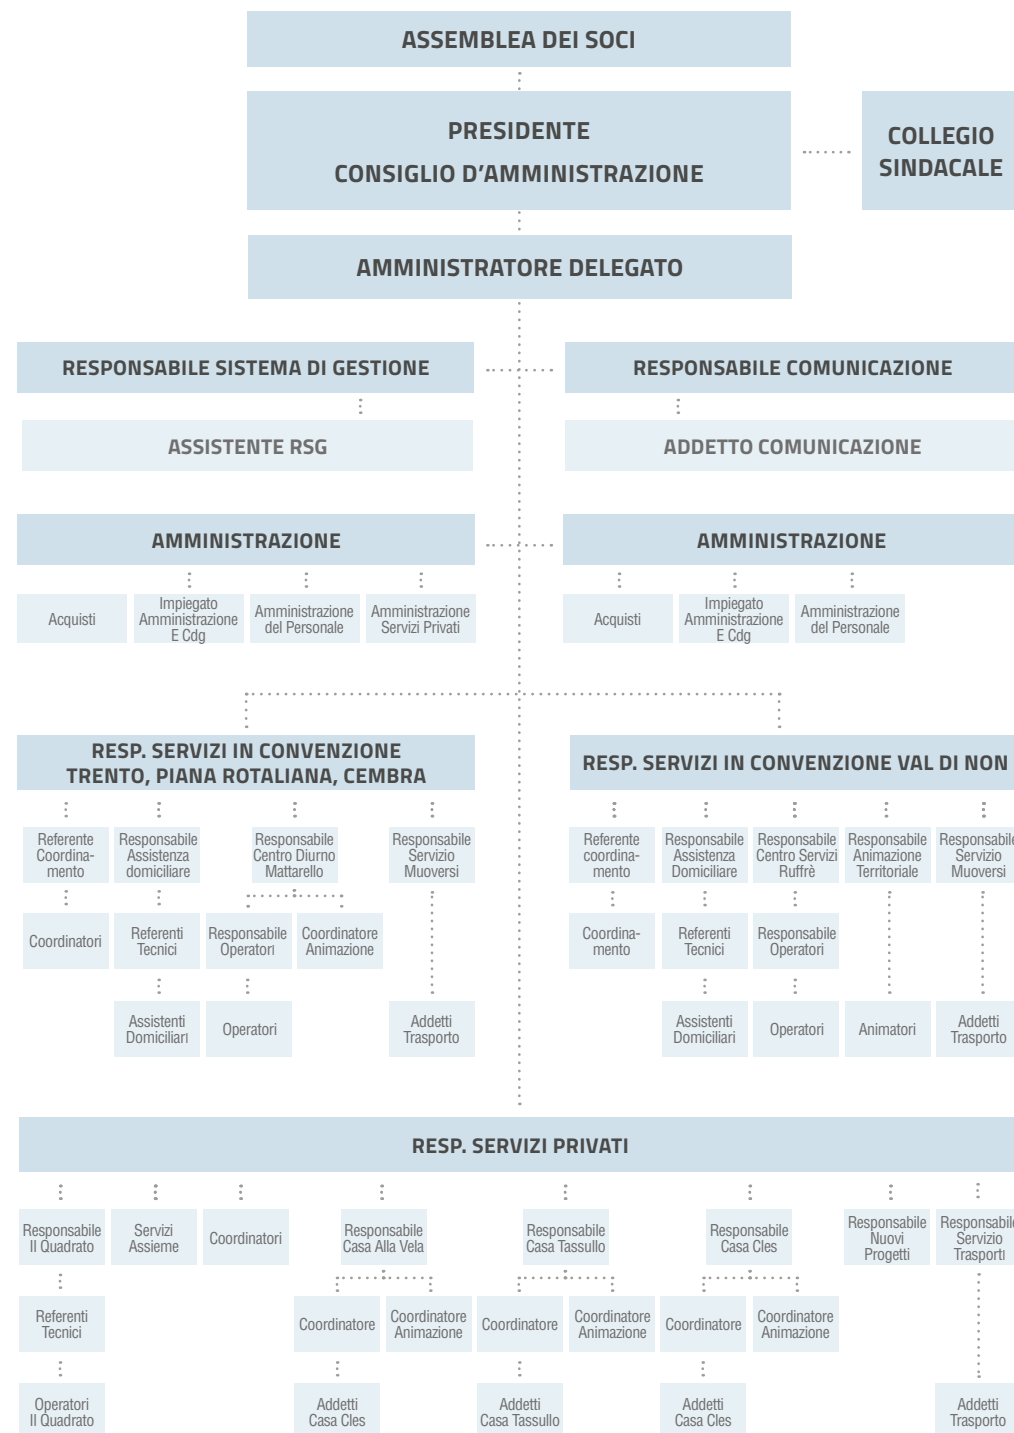 ASSEMBLEA DEI SOCI
PRESIDENTE
CONSIGLIO D'AMMINISTRAZIONE
COLLEGIO
SINDACALE
AMMINISTRATORE DELEGATO
RESPONSABILE SISTEMA DI GESTIONE
RESPONSABILE COMUNICAZIONE
ASSISTENTE RSG
ADDETTO COMUNICAZIONE
AMMINISTRAZIONE
AMMINISTRAZIONE
Acquisti
Impiegato
Amministrazione
E Cdg
Amministrazione
del Personale
Amministrazione
Servizi Privati
Acquisti
Impiegato
Amministrazione
E Cdg
Amministrazione
del Personale
RESP. SERVIZI IN CONVENZIONE
TRENTO, PIANA ROTALIANA, CEMBRA
RESP. SERVIZI IN CONVENZIONE VAL DI NON
Referente
Coordina-
mento
Responsabile
Assistenza
domiciliare
Responsabile
Centro Diurno
Mattarello
Responsabile
Servizio
Muoversi
Referente
coordina-
mento
Responsabile
Assistenza
Domiciliare
Responsabile
Centro Servizi
Ruffrè
Responsabile
Animazione
Territoriale
Responsabile
Servizio
Muoversi
Coordinatori
Referenti
Tecnici
Responsabile
Operatori
Coordinatore
Animazione
Coordina-
mento
Referenti
Tecnici
Responsabile
Operatori
Assistenti
Domiciliari
Operatori
Addetti
Trasporto
Assistenti
Domiciliari
Operatori
Animatori
Addetti
Trasporto
RESP. SERVIZI PRIVATI
Responsabile
Il Quadrato
Servizi
Assieme
Coordinatori
Responsabile
Casa Alla Vela
Responsabile
Casa Tassullo
Responsabile
Casa Cles
Responsabile
Nuovi
Progetti
Responsabile
Servizio
Trasporti
Referenti
Tecnici
Coordinatore
Coordinatore
Animazione
Coordinatore
Coordinatore
Animazione
Coordinatore
Coordinatore
Animazione
Operatori
Il Quadrato
Addetti
Casa Cles
Addetti
Casa Tassullo
Addetti
Casa Cles
Addetti
Trasporto